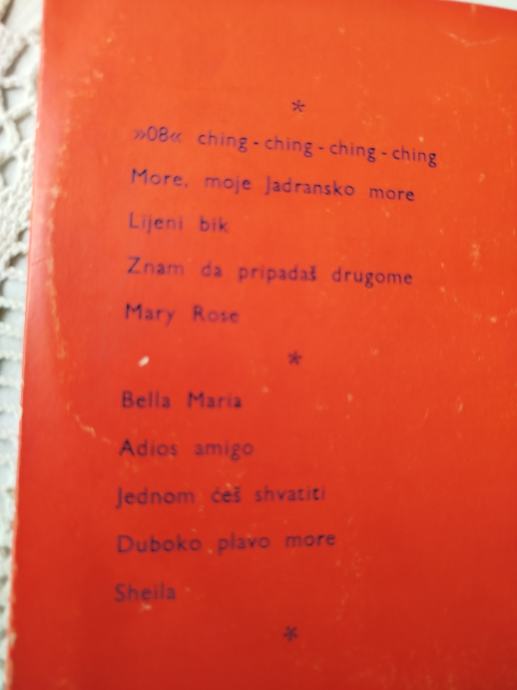 *
»08« ching - ching - ching - ching
More, moje Jadransko more
Lijeni bik
Znam da pripadaš drugome
Mary Rose
*
Bella Maria
Adios amigo
Jednom ćeš shvatiti
Duboko plavo more
Sheila
*